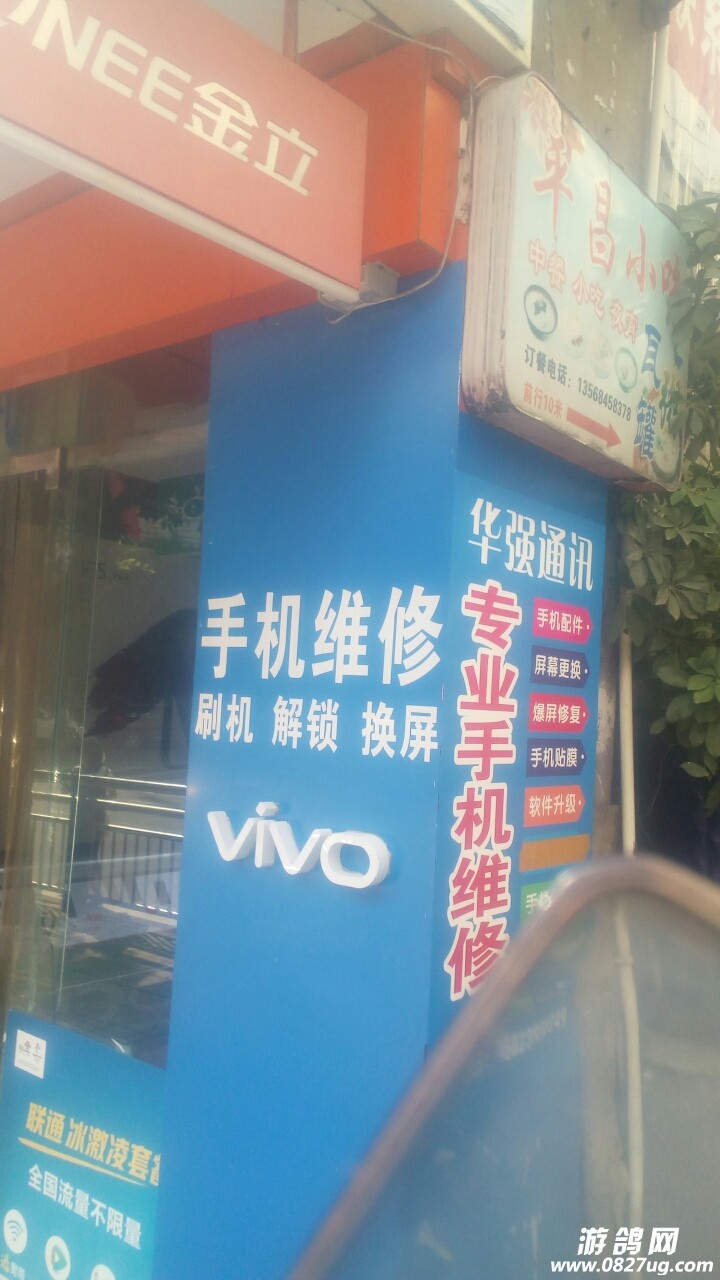 ONEE金立
昌小吃
中餐 小吃
瓦罐
订餐电话：13568458378
前行10米
华强通讯
专业手机维修
手机配件
屏幕更换
爆屏修复
手机贴膜
软件升级
手机维修
刷机 解锁 换屏
vivo
联通 冰激凌套
全国流量不限量
游鸽网
www.0827ug.com